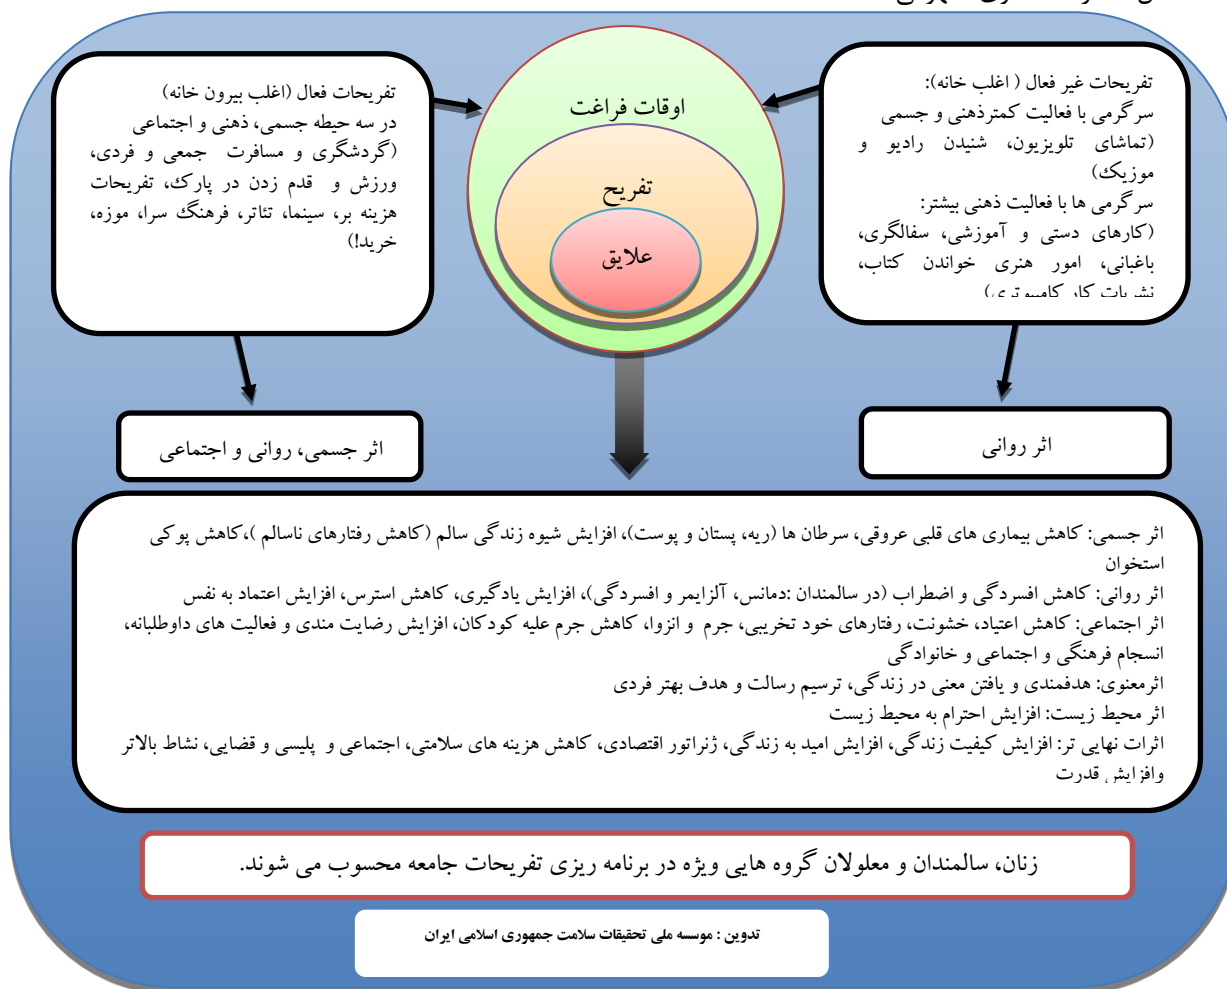 تفریحات غیر فعال ( اغلب خانه):
سرگرمی با فعالیت کمترذهنی و جسمی
(تماشای تلویزیون، شنیدن رادیو و
موزیک)
سرگرمی ها با فعالیت ذهنی بیشتر:
(کارهای دستی و آموزشی، سفالگری،
باغبانی، امور هنری خواندن کتاب،
نشریات کار کامپیوتری)
اوقات فراغت
تفریح
علایق
تفریحات فعال (اغلب بیرون خانه)
در سه حیطه جسمی، ذهنی و اجتماعی
(گردشگری و مسافرت جمعی و فردی،
ورزش و قدم زدن در پارک، تفریحات
هزینه بر، سینما، تئاتر، فرهنگ سرا، موزه،
خرید!)
اثر روانی
اثر جسمی، روانی و اجتماعی
اثر جسمی: کاهش بیماری های قلبی عروقی، سرطان ها (ریه، پستان و پوست)، افزایش شیوه زندگی سالم (کاهش رفتارهای ناسالم )،کاهش پوکی
استخوان
اثر روانی: کاهش افسردگی و اضطراب (در سالمندان :دمانس، آلزایمر و افسردگی)، افزایش یادگیری، کاهش استرس، افزایش اعتماد به نفس
اثر اجتماعی: کاهش اعتیاد، خشونت، رفتارهای خود تخریبی، جرم و انزوا، کاهش جرم علیه کودکان، افزایش رضایت مندی و فعالیت های داوطلبانه،
انسجام فرهنگی و اجتماعی و خانوادگی
اثرمعنوی: هدفمندی و یافتن معنی در زندگی، ترسیم رسالت و هدف بهتر فردی
اثر محیط زیست: افزایش احترام به محیط زیست
اثرات نهایی تر: افزایش کیفیت زندگی، افزایش امید به زندگی، ژنراتور اقتصادی، کاهش هزینه های سلامتی، اجتماعی و پلیسی و قضایی، نشاط بالاتر
وافزایش قدرت
زنان، سالمندان و معلولان گروه هایی ویژه در برنامه ریزی تفریحات جامعه محسوب می شوند.
تدوین : موسسه ملی تحقیقات سلامت جمهوری اسلامی ایران